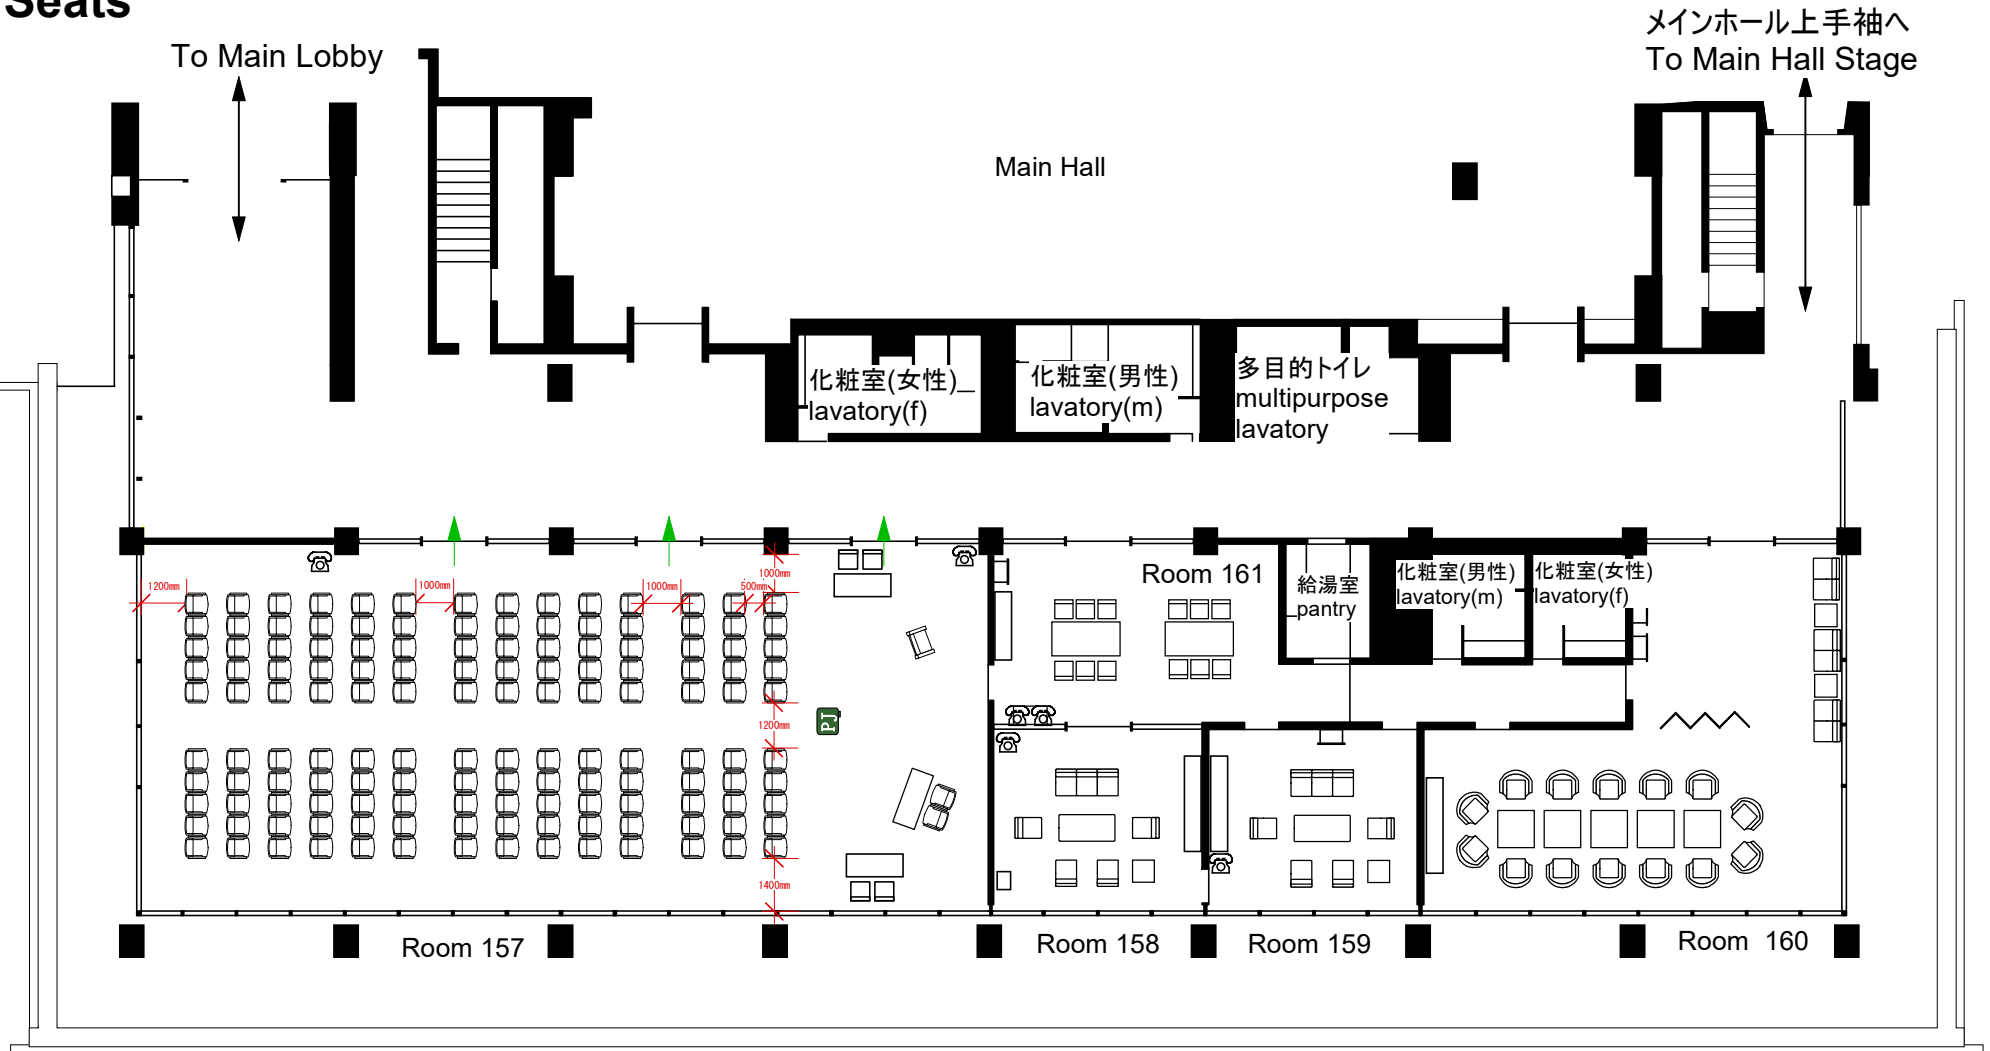 Seats
To Main Lobby
メインホール上手袖へ
To Main Hall Stage
Main Hall
化粧室(女性)
lavatory(f)
化粧室(男性)
lavatory(m)
多目的トイレ
multipurpose
lavatory
1200mm
1000mm
1000mm
500mm
1000mm
1200mm
1400mm
PJ
Room 161
給湯室
pantry
化粧室(男性)
lavatory(m)
化粧室(女性)
lavatory(f)
Room 157
Room 158
Room 159
Room 160